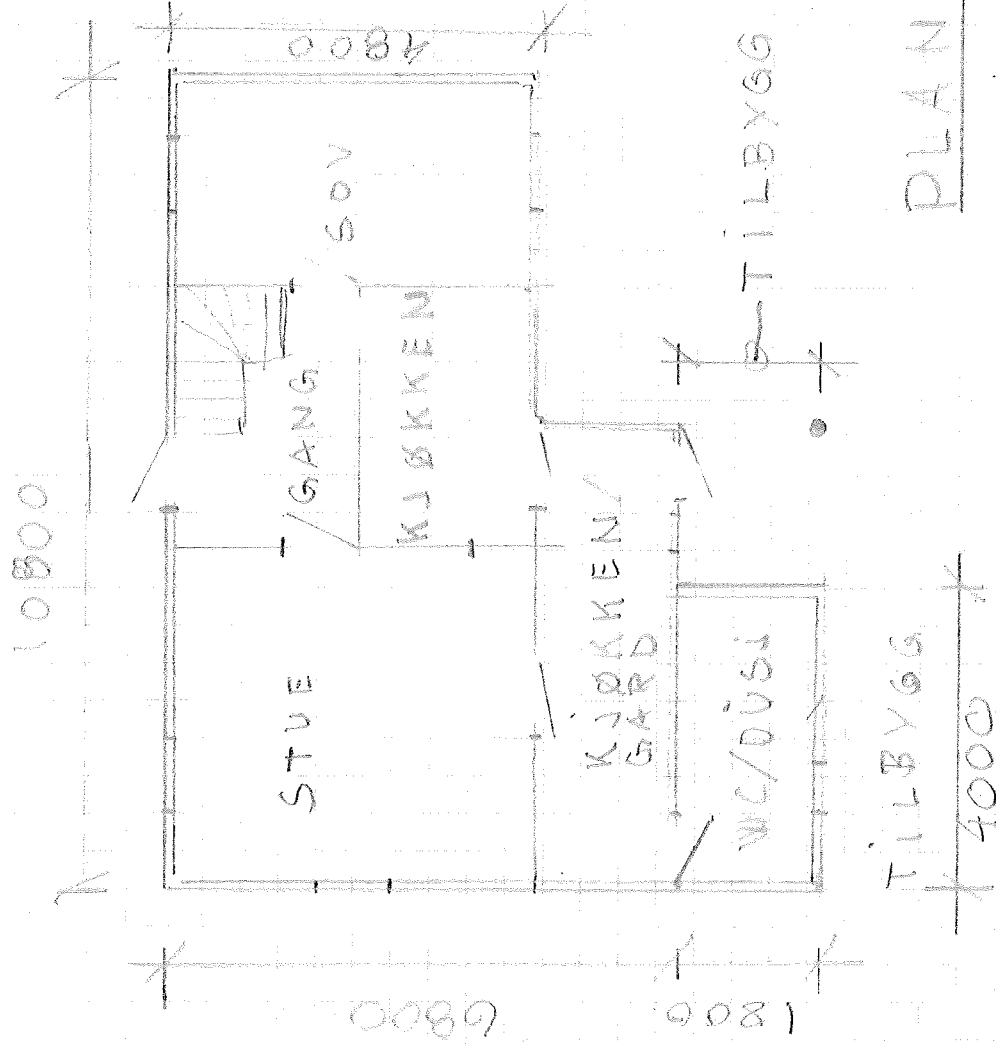 10800
4800
STUE
GANG
SOV
KJØKKEN
KJØKKEN/
GARD
WC/DUSJ
TILBYGG
TILBYGG
4000
6800
1800
PLAN